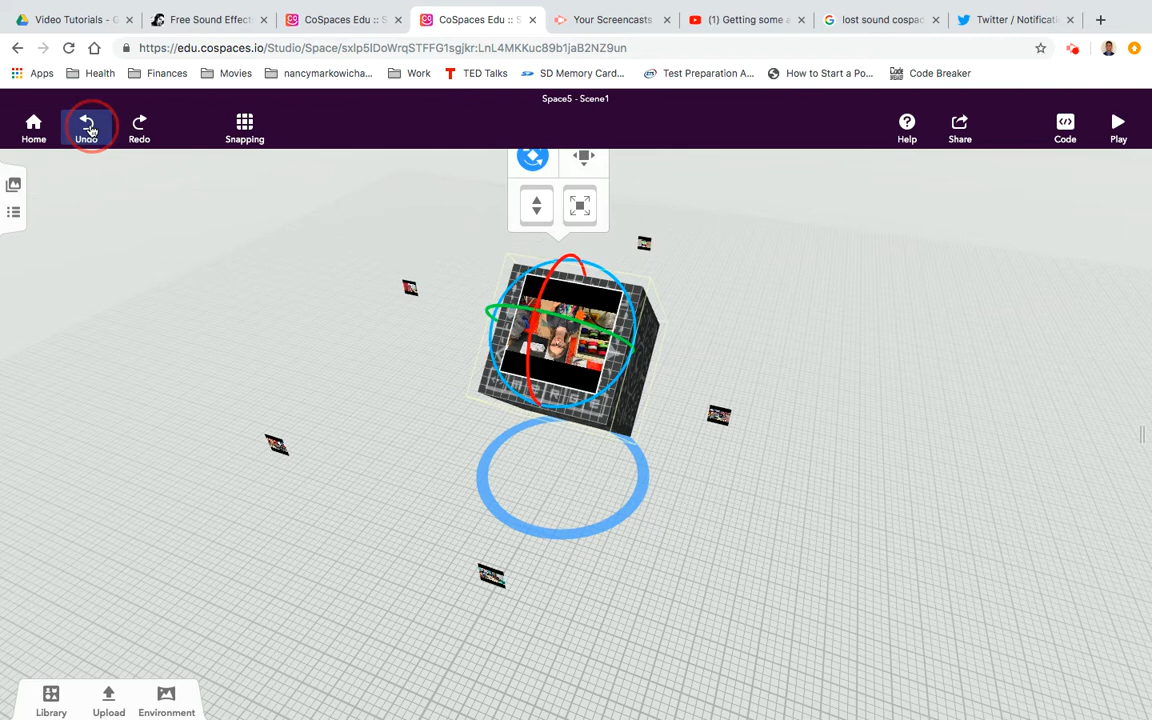 Video Tutorials - G
Free Sound Effect
CoSpaces Edu :: S
CoSpaces Edu :: S
Your Screencasts
(1) Getting some a
lost sound cospac
Twitter / Notificati
https://edu.cospaces.io/Studio/Space/sxIp5IDoWrqSTFFG1sgjkr:LnL4MKKuc89b1jaB2NZ9un
Apps
Health
Finances
Movies
nancymarkowicha...
Work
TED Talks
SD Memory Card...
Test Preparation A...
How to Start a Po...
Code Breaker
Space5 - Scene1
Home
Undo
Redo
Snapping
Help
Share
Code
Play
MERGE
Library
Upload
Environment